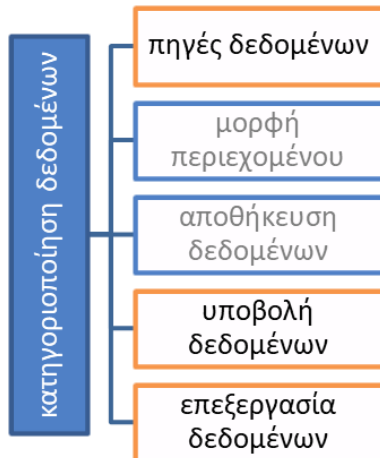 κατηγοριοποίηση δεδομένων
πηγές δεδομένων
μορφή
περιεχομένου
αποθήκευση
δεδομένων
υποβολή
δεδομένων
επεξεργασία
δεδομένων